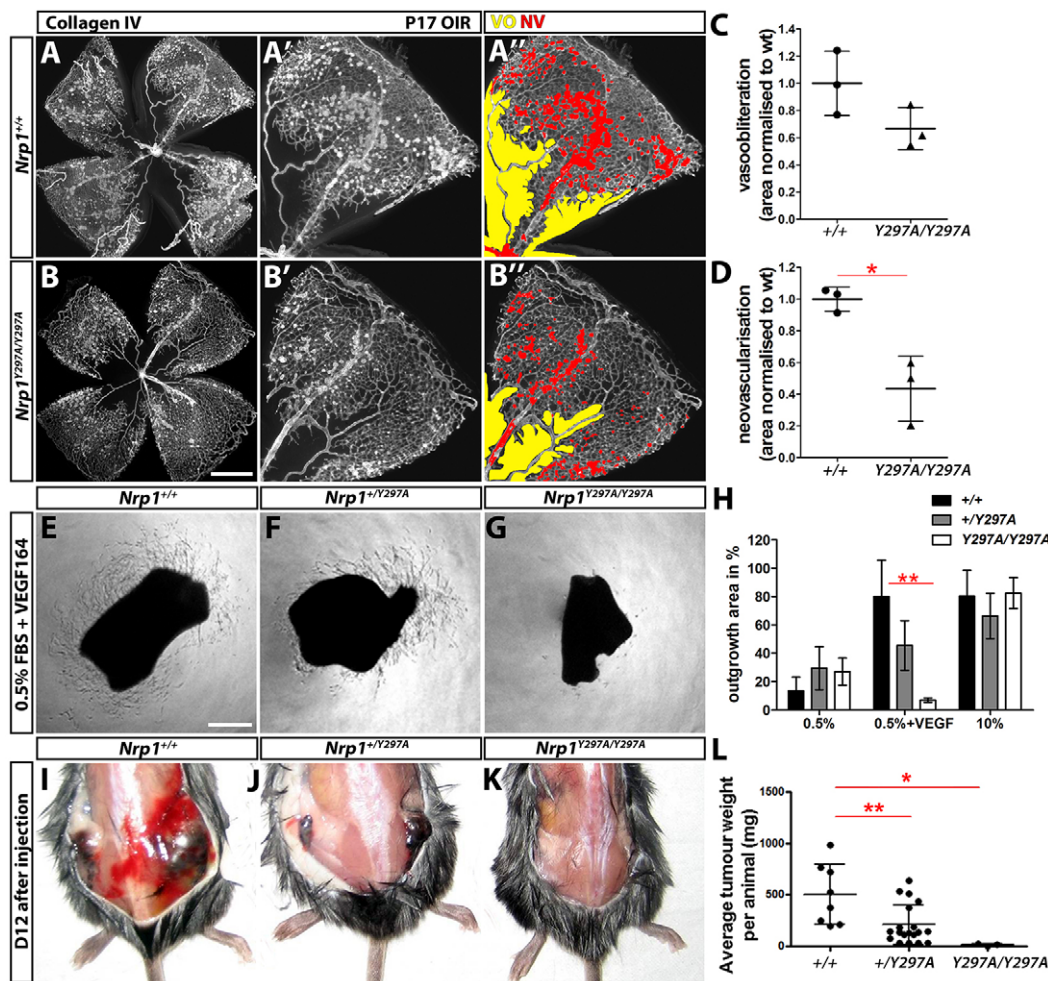 Collagen IV P17 OIR VO NV
Nrp1+/+
A A′ A″
Nrp1Y297A/Y297A
B B′ B″
C
vasoobliteration
(area normalised to wt)
1.4
1.2
1.0
0.8
0.6
0.4
0.2
0.0
+/+ Y297A/Y297A
D
neovascularisation
(area normalised to wt)
*
1.2
1.0
0.8
0.6
0.4
0.2
0.0
+/+ Y297A/Y297A
Nrp1+/+ Nrp1+/Y297A Nrp1Y297A/Y297A
0.5% FBS + VEGF164
E F G
H
+/+
+/Y297A
Y297A/Y297A
outgrowth area in %
**
120
100
80
60
40
20
0
0.5% 0.5%+VEGF 10%
Nrp1+/+ Nrp1+/Y297A Nrp1Y297A/Y297A
D12 after injection
I J K
L
Average tumour weight
per animal (mg)
*
**
1500
1000
500
0
+/+ +/Y297A Y297A/Y297A